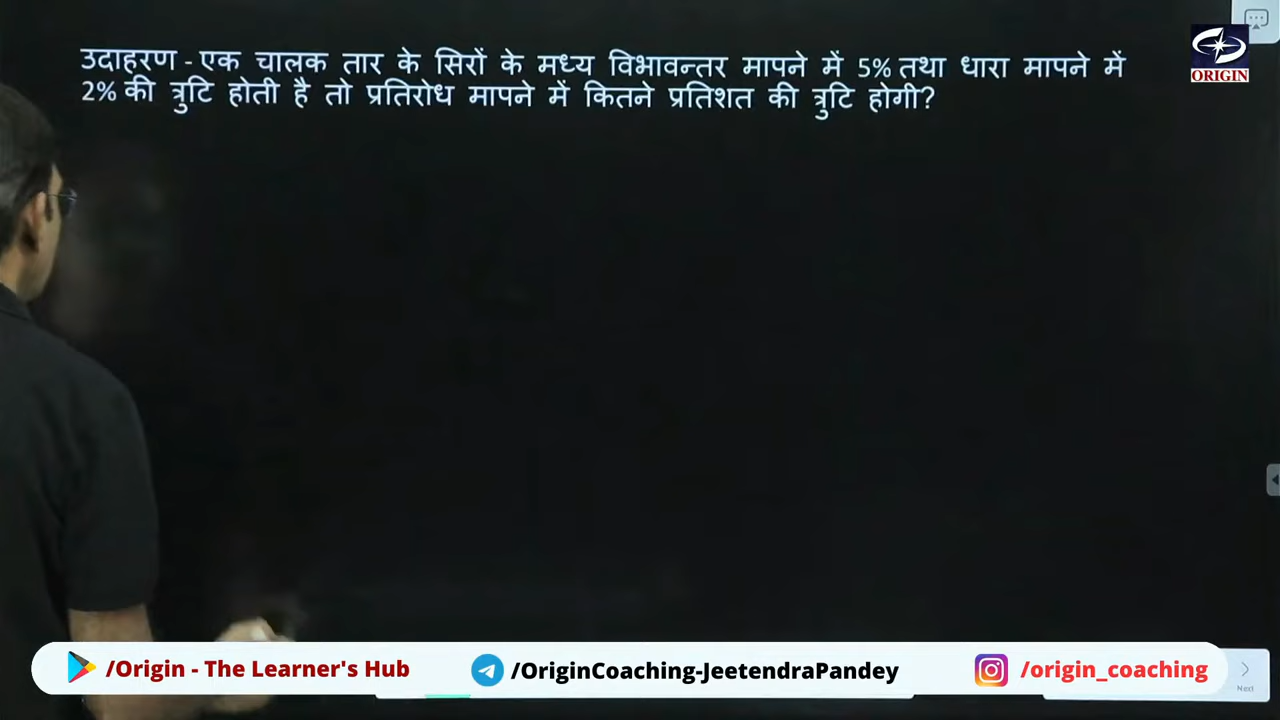 उदाहरण - एक चालक तार के सिरों के मध्य विभावन्तर मापने में 5% तथा धारा मापने में
2% की त्रुटि होती है तो प्रतिरोध मापने में कितने प्रतिशत की त्रुटि होगी?
ORIGIN
/Origin - The Learner's Hub
/OriginCoaching-JeetendraPandey
/origin_coaching
Next